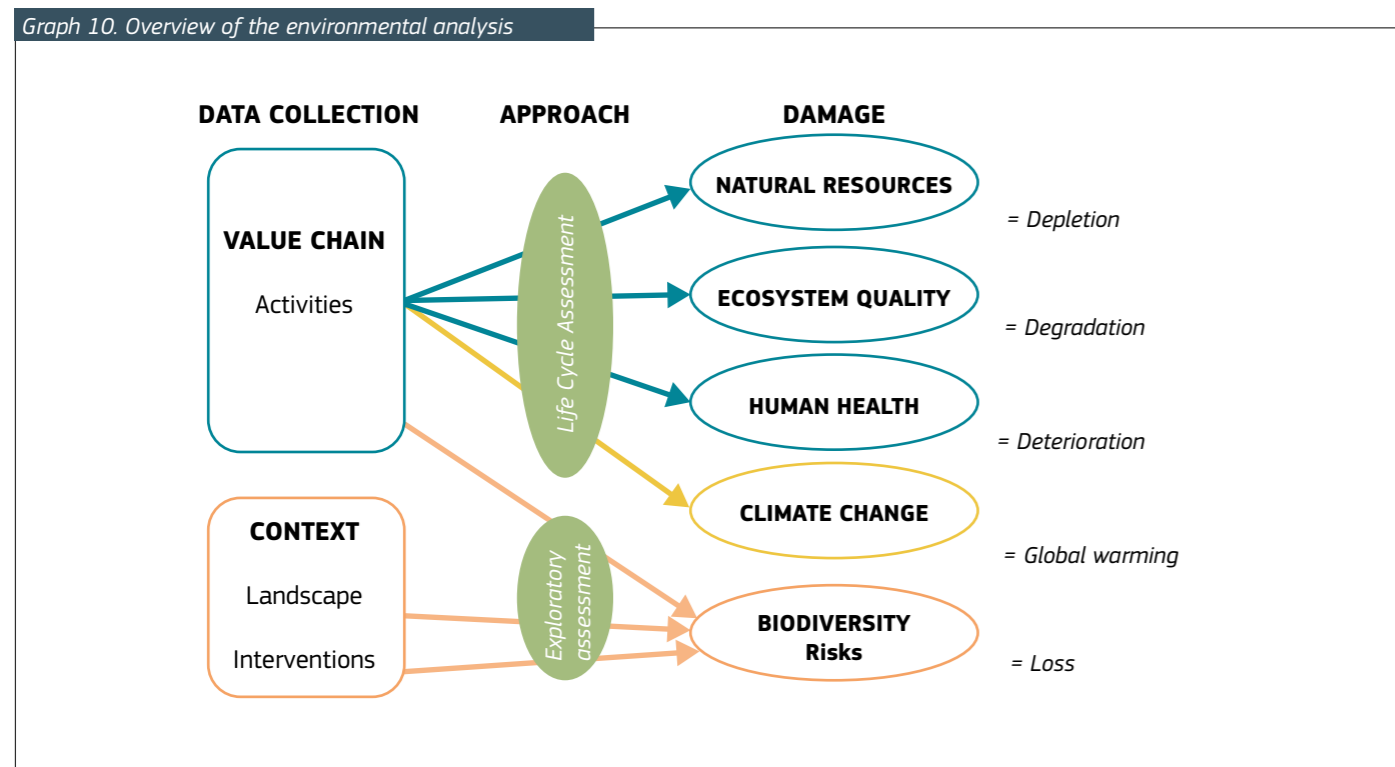 Graph 10. Overview of the environmental analysis
DATA COLLECTION
APPROACH
DAMAGE
VALUE CHAIN
Activities
CONTEXT
Landscape
Interventions
Life Cycle Assessment
Exploratory
assessment
NATURAL RESOURCES
= Depletion
ECOSYSTEM QUALITY
= Degradation
HUMAN HEALTH
= Deterioration
CLIMATE CHANGE
= Global warming
BIODIVERSITY
Risks
= Loss